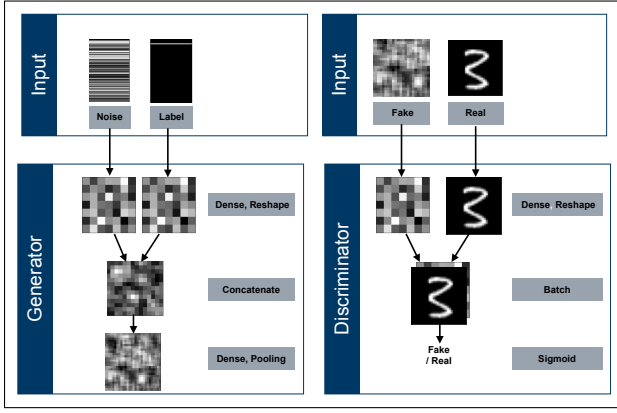 Input
Noise
Label
Generator
Dense, Reshape
Concatenate
Dense, Pooling
Input
Fake
Real
Discriminator
Dense, Reshape
Batch
Fake
/ Real
Sigmoid